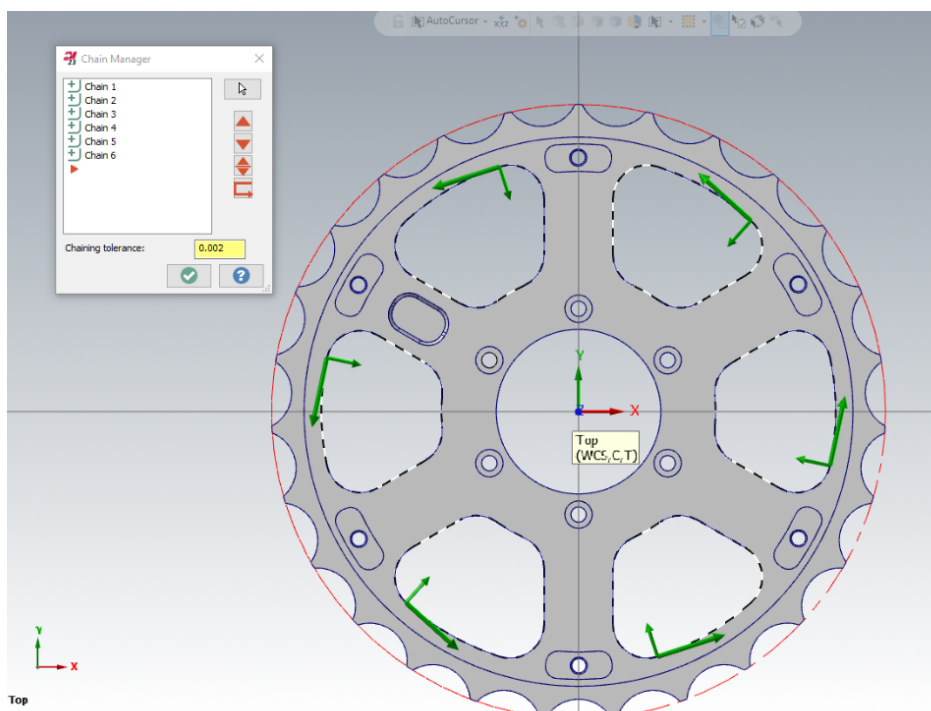 AutoCursor
Chain Manager
Chain 1
Chain 2
Chain 3
Chain 4
Chain 5
Chain 6
Chaining tolerance: 0.002
Y
X
Top
(WCS,C,T)
Y
X
Top